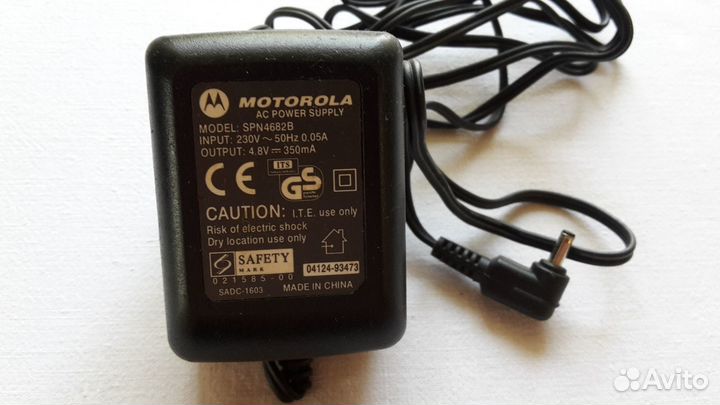 MOTOROLA
AC POWER SUPPLY
MODEL: SPN4682B
INPUT: 230V ~ 50Hz 0.05A
OUTPUT: 4.8V ⎓ 350mA
ITS
CE GS
CAUTION: I.T.E. use only
Risk of electric shock
Dry location use only
SAFETY
MARK
04124-93473
021585-00
SADC-1603 MADE IN CHINA
Avito